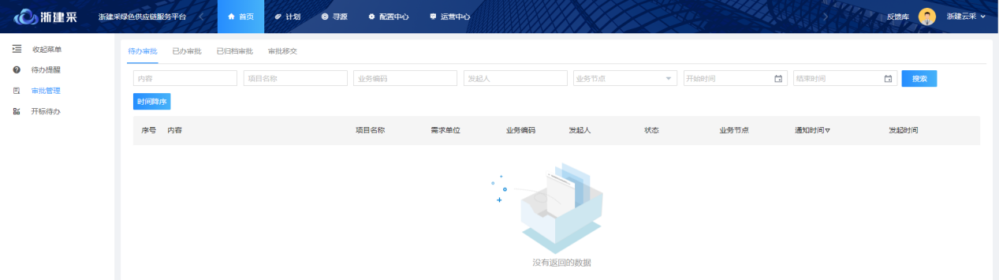 浙建采 浙建采绿色供应链服务平台 首页 计划 寻源 配置中心 运营中心 反馈库 浙建云采
收起菜单
待办提醒
审批管理
开标待办
待办审批 已办审批 已归档审批 审批移交
内容 项目名称 业务编码 发起人 业务节点 开始时间 结束时间 搜索
时间降序
序号 内容 项目名称 需求单位 业务编码 发起人 状态 业务节点 通知时间 发起时间
没有返回的数据